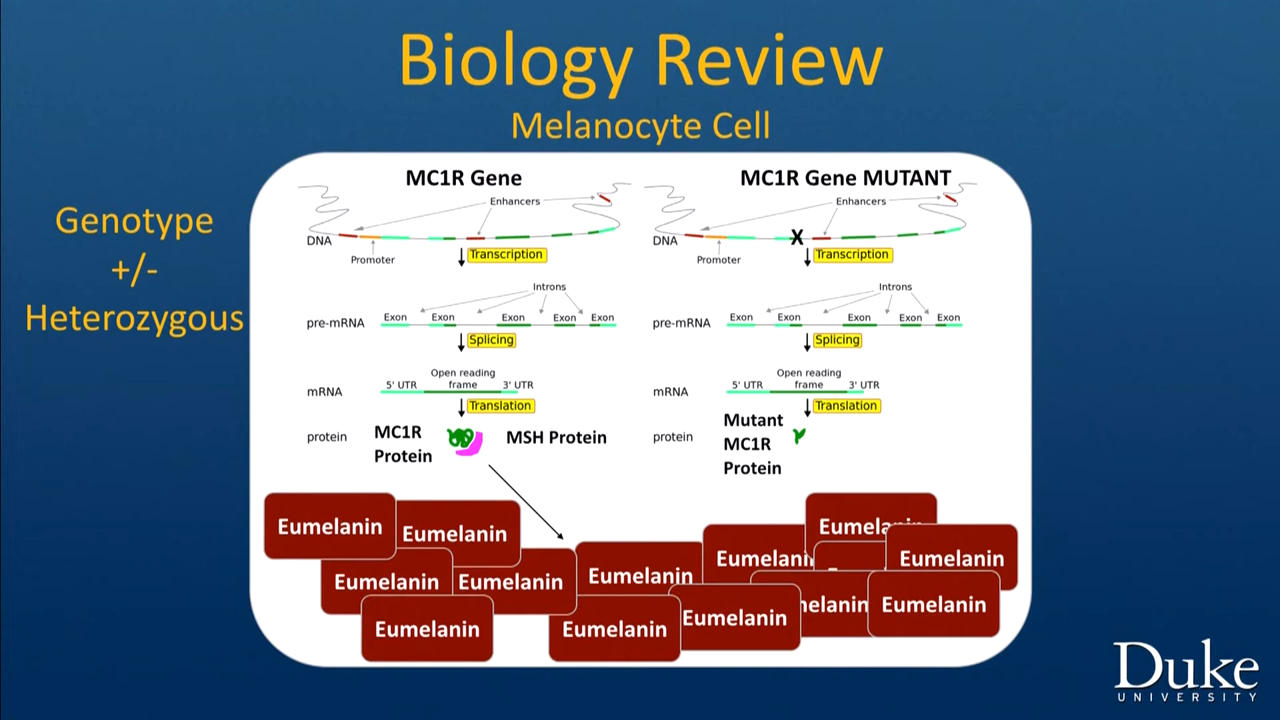 Biology Review
Melanocyte Cell
Genotype
+/-
Heterozygous
MC1R Gene
Enhancers
DNA
Promoter
Transcription
Introns
pre-mRNA
Exon Exon Exon Exon Exon
Splicing
Open reading
5' UTR frame 3' UTR
mRNA
Translation
protein
MC1R
Protein
MSH Protein
MC1R Gene MUTANT
Enhancers
DNA
X
Promoter
Transcription
Introns
pre-mRNA
Exon Exon Exon Exon Exon
Splicing
Open reading
5' UTR frame 3' UTR
mRNA
Translation
protein
Mutant
MC1R
Protein
Eumelanin
Eumelanin
Eumelanin
Eumelanin
Eumelanin
Eumelanin
Eumelanin
Eumelanin
Eumelani
Eumelanin
Eumelanin
elanin
Eumelanin
Duke
UNIVERSITY